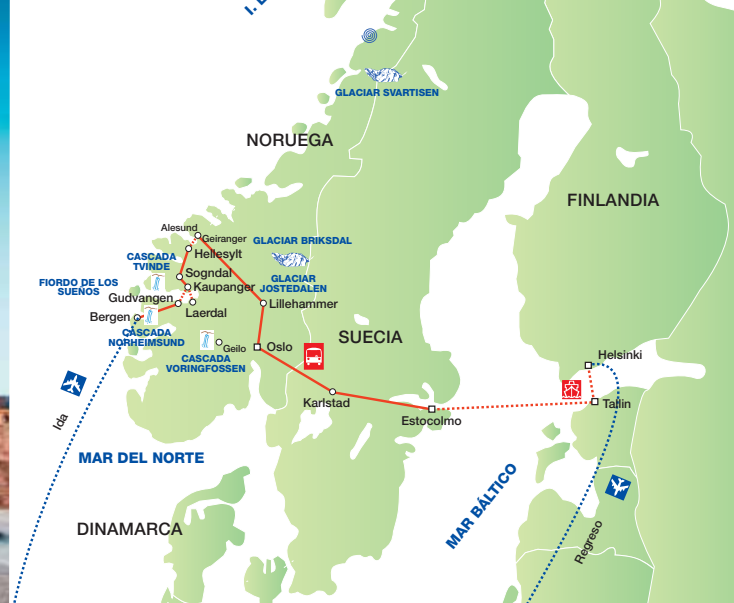 I.
GLACIAR SVARTISEN
NORUEGA
FINLANDIA
Alesund
Geiranger
GLACIAR BRIKSDAL
Hellesylt
CASCADA
TVINDE
Sogndal
GLACIAR
JOSTEDALEN
FIORDO DE LOS
SUEÑOS
Kaupanger
Gudvangen
Lillehammer
Laerdal
Bergen
CASCADA
NORHEIMSUND
SUECIA
Geilo
Oslo
CASCADA
VORINGFOSSEN
Helsinki
Karlstad
Tallin
Estocolmo
Ida
MAR DEL NORTE
MAR BÁLTICO
DINAMARCA
Regreso